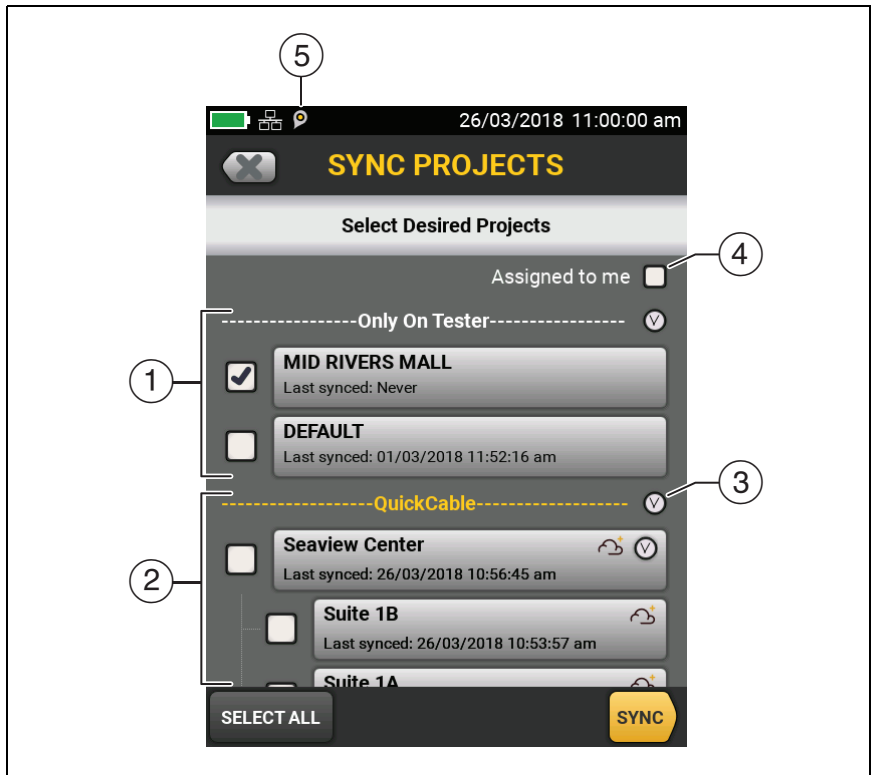 5
26/03/2018 11:00:00 am
SYNC PROJECTS
Select Desired Projects
Assigned to me
4
Only On Tester
1
MID RIVERS MALL
Last synced: Never
DEFAULT
Last synced: 01/03/2018 11:52:16 am
3
QuickCable
2
Seaview Center
Last synced: 26/03/2018 10:56:45 am
Suite 1B
Last synced: 26/03/2018 10:53:57 am
Suite 1A
SELECT ALL
SYNC